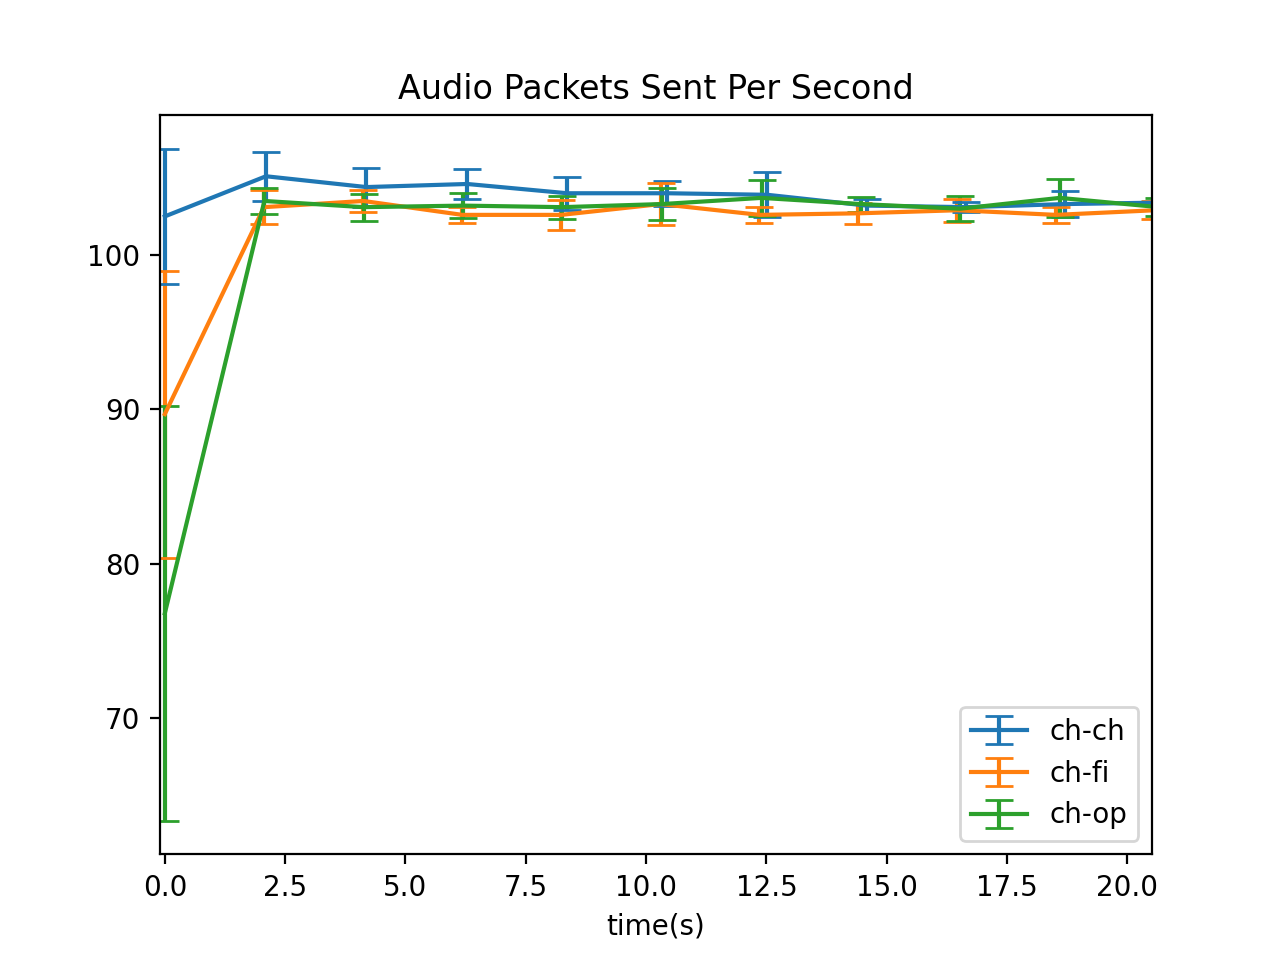 Audio Packets Sent Per Second
100
90
80
70
0.0 2.5 5.0 7.5 10.0 12.5 15.0 17.5 20.0
time(s)
ch-ch
ch-fi
ch-op